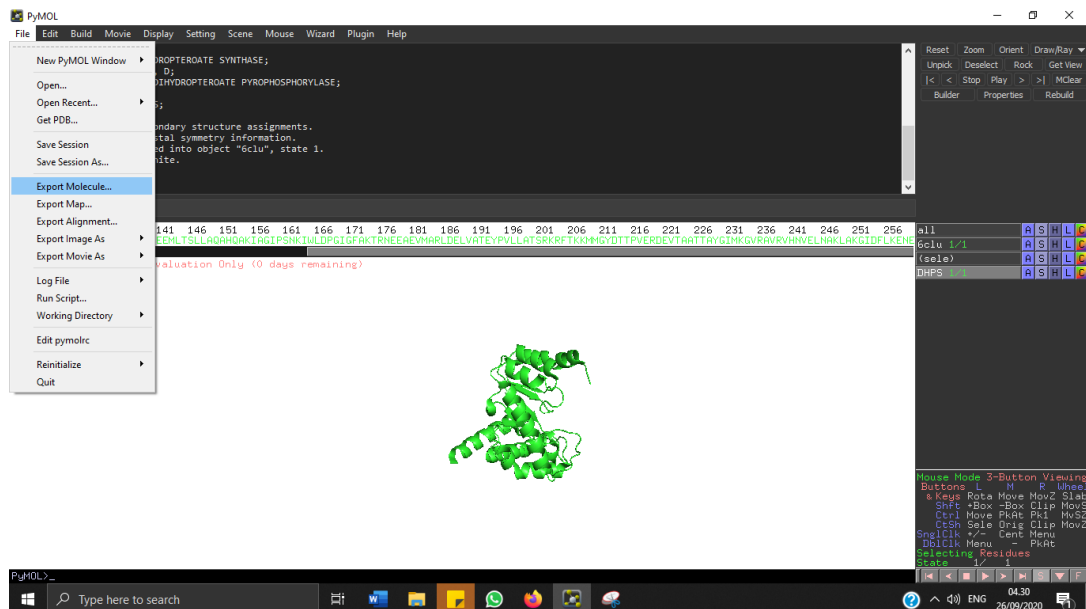 PyMOL
File Edit Build Movie Display Setting Scene Mouse Wizard Plugin Help
New PyMOL Window
Open...
Open Recent...
Get PDB...
Save Session
Save Session As...
Export Molecule...
Export Map...
Export Alignment...
Export Image As
Export Movie As
Log File
Run Script...
Working Directory
Edit pymolrc
Reinitialize
Quit
DROPTEROATE SYNTHASE;
, D;
DIHYDROPTEROATE PYROPHOSPHORYLASE;
S;
ondary structure assignments.
stal symmetry information.
ed into object "6clu", state 1.
ite.
Reset Zoom Orient Draw/Ray
Unpick Deselect Rock Get View
|< < Stop Play > >| MClear
Builder Properties Rebuild
141 146 151 161 166 171 176 181 186 191 196 201 206 211 216 221 226 231 241 246 251 256
EEMLTSLLAQAHQAKIAGIPSNKIWLDPGIGFAKTRNEEAEVMARLDELVATEYPVLLATSRKRFTKKMMGYDTTPVERDEVTAATTAYGIMKGVRAVRVHNVELNAKLAKGIDFLKENE
valuation Only (0 days remaining)
all A S H L C
6clu 1/1 A S H L C
(sele) A S H L C
DHPS 1/1 A S H L C
Mouse Mode 3-Button Viewing
Buttons L M R Wheel
& Keys Rota Move MovZ Slab
Shft +Box -Box Clip MovS
Ctrl Move PkAt Pk1 MvSZ
CtSh Sele Orig Clip MovZ
SnglClk +/- Cent Menu
DblClk Menu - PkAt
Selecting Residues
State 1/ 1
S F
PyMOL>_
Type here to search
ENG
04.30
26/09/2020
1